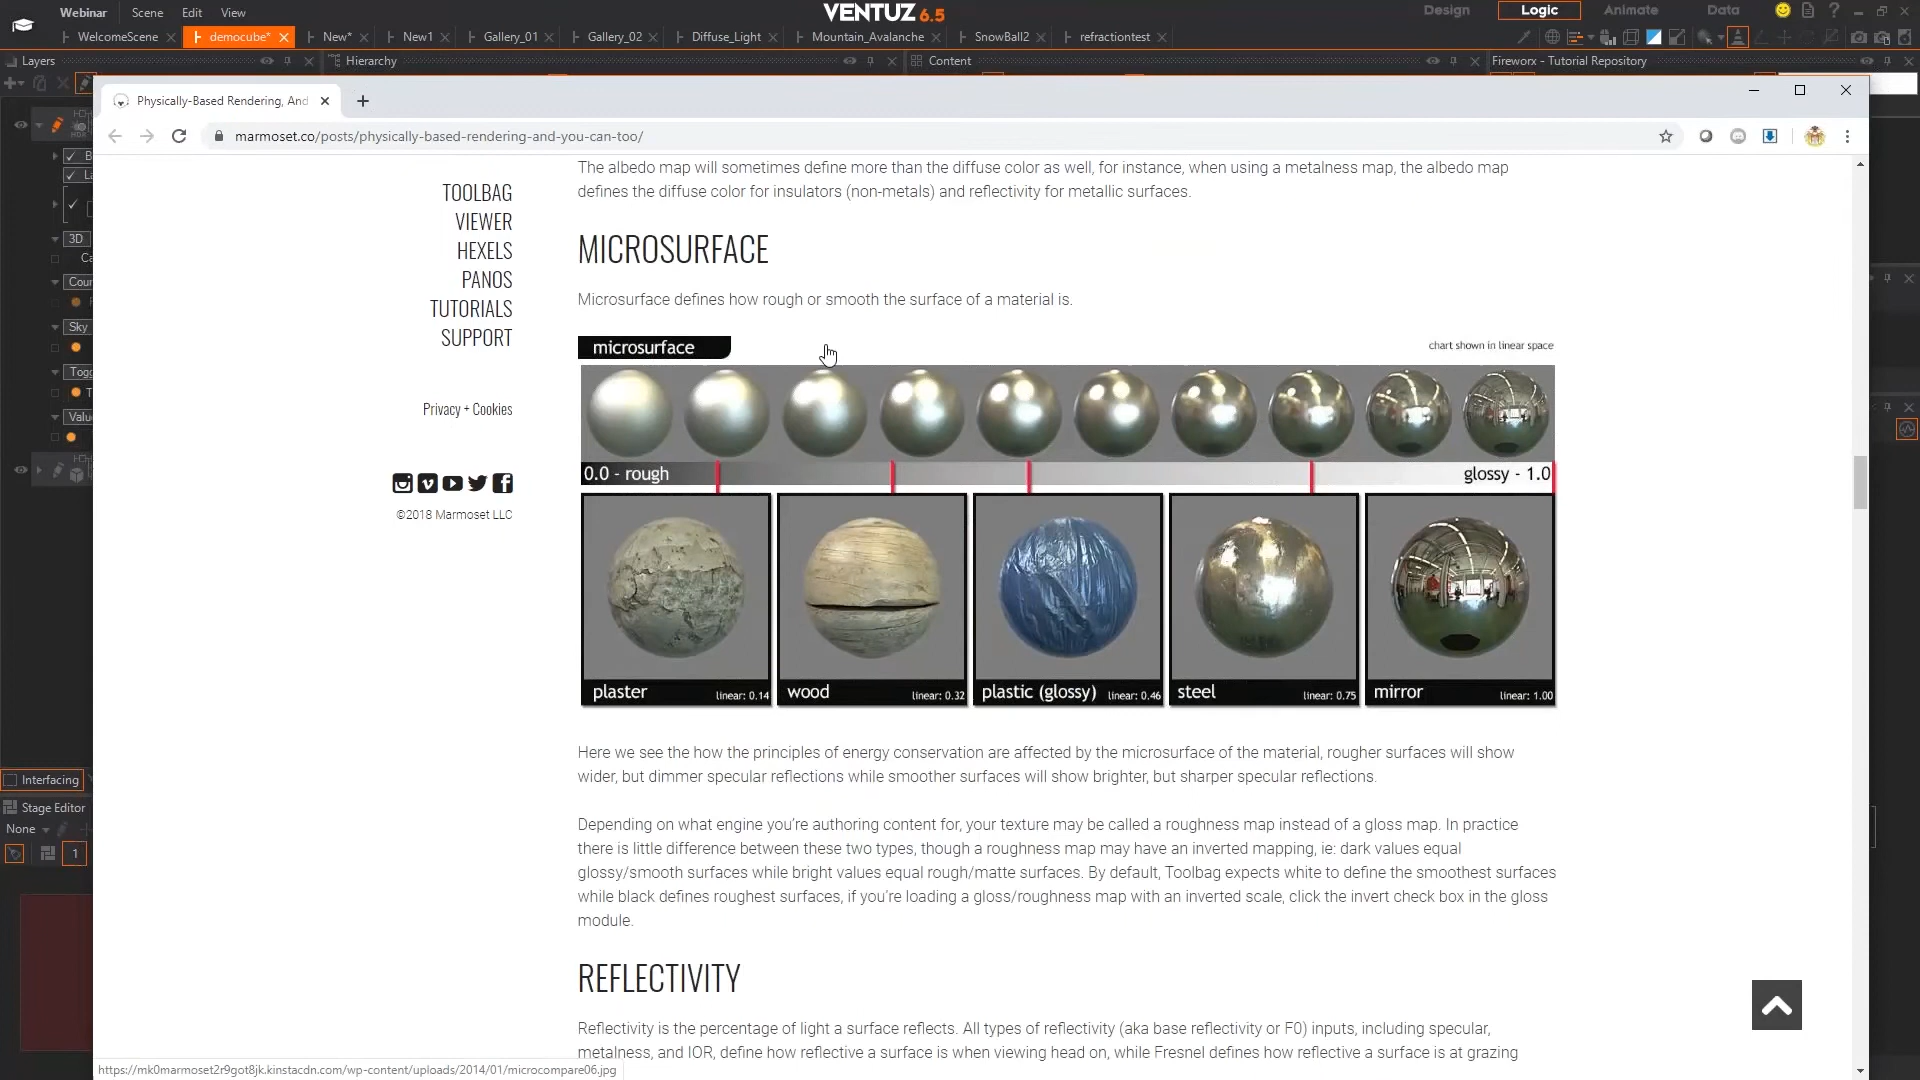 Webinar Scene Edit View
VENTUZ 6.5
Design Logic Animate Data
WelcomeScene democube* New* New1 Gallery_01 Gallery_02 Diffuse_Light Mountain_Avalanche SnowBall2 refractiontest
Layers Hierarchy Content Fireworx - Tutorial Repository
Physically-Based Rendering, And
marmoset.co/posts/physically-based-rendering-and-you-can-too/
3D
Ca
Cour
Sky
Togg
T
Valu
Interfacing
Stage Editor
None
1
TOOLBAG
VIEWER
HEXELS
PANOS
TUTORIALS
SUPPORT
Privacy + Cookies
©2018 Marmoset LLC
The albedo map will sometimes define more than the diffuse color as well, for instance, when using a metalness map, the albedo map
defines the diffuse color for insulators (non-metals) and reflectivity for metallic surfaces.
MICROSURFACE
Microsurface defines how rough or smooth the surface of a material is.
microsurface
chart shown in linear space
0.0 - rough
glossy - 1.0
plaster linear: 0.14
wood linear: 0.32
plastic (glossy) linear: 0.46
steel linear: 0.75
mirror linear: 1.00
Here we see the how the principles of energy conservation are affected by the microsurface of the material, rougher surfaces will show
wider, but dimmer specular reflections while smoother surfaces will show brighter, but sharper specular reflections.
Depending on what engine you’re authoring content for, your texture may be called a roughness map instead of a gloss map. In practice
there is little difference between these two types, though a roughness map may have an inverted mapping, ie: dark values equal
glossy/smooth surfaces while bright values equal rough/matte surfaces. By default, Toolbag expects white to define the smoothest surfaces
while black defines roughest surfaces, if you’re loading a gloss/roughness map with an inverted scale, click the invert check box in the gloss
module.
REFLECTIVITY
Reflectivity is the percentage of light a surface reflects. All types of reflectivity (aka base reflectivity or F0) inputs, including specular,
metalness, and IOR, define how reflective a surface is when viewing head on, while Fresnel defines how reflective a surface is at grazing
https://mk0marmoset2r9got8jk.kinstacdn.com/wp-content/uploads/2014/01/microcompare06.jpg